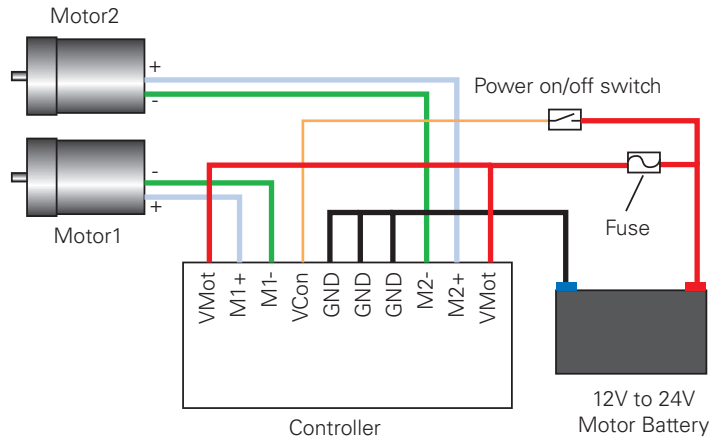 Motor2
+
-
Power on/off switch
-
+
Motor1
Fuse
VMot
M1+
M1-
VCon
GND
GND
GND
M2-
M2+
VMot
Controller
12V to 24V
Motor Battery